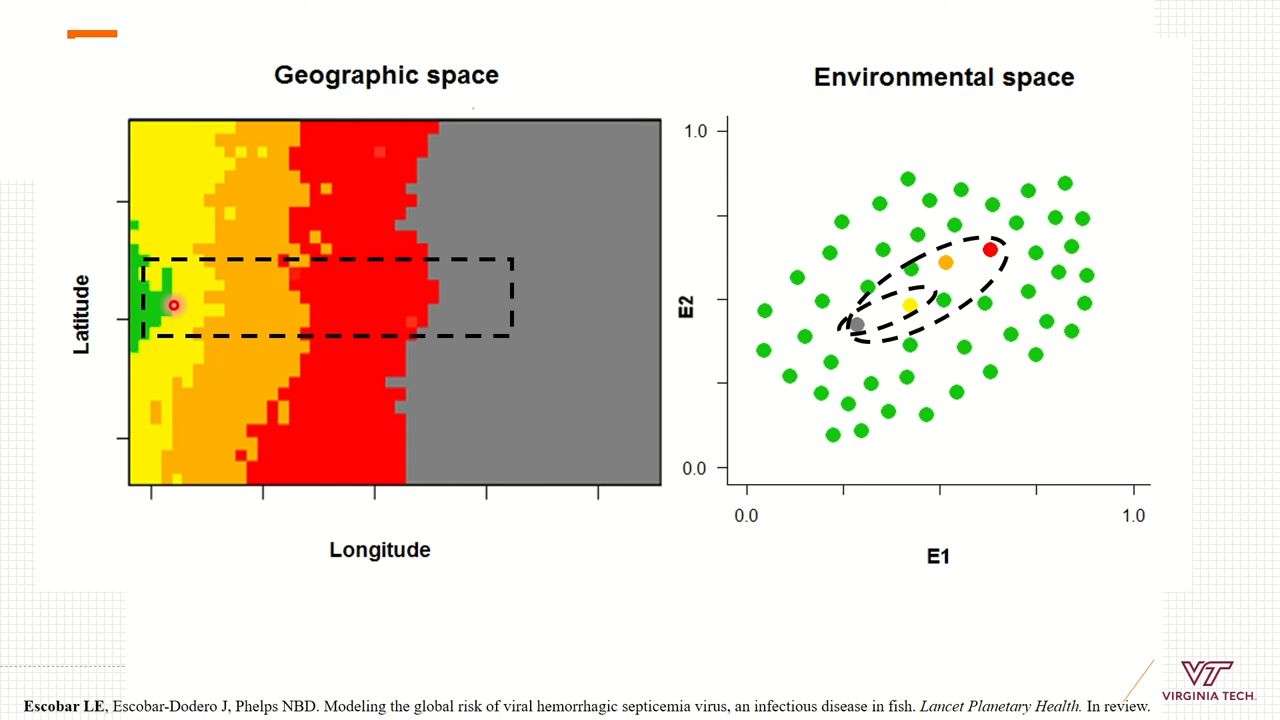 Geographic space
Latitude
Longitude
Environmental space
1.0
E2
0.0
0.0
1.0
E1
VT
VIRGINIA TECH
Escobar LE, Escobar-Dodero J, Phelps NBD. Modeling the global risk of viral hemorrhagic septicemia virus, an infectious disease in fish. Lancet Planetary Health. In review.